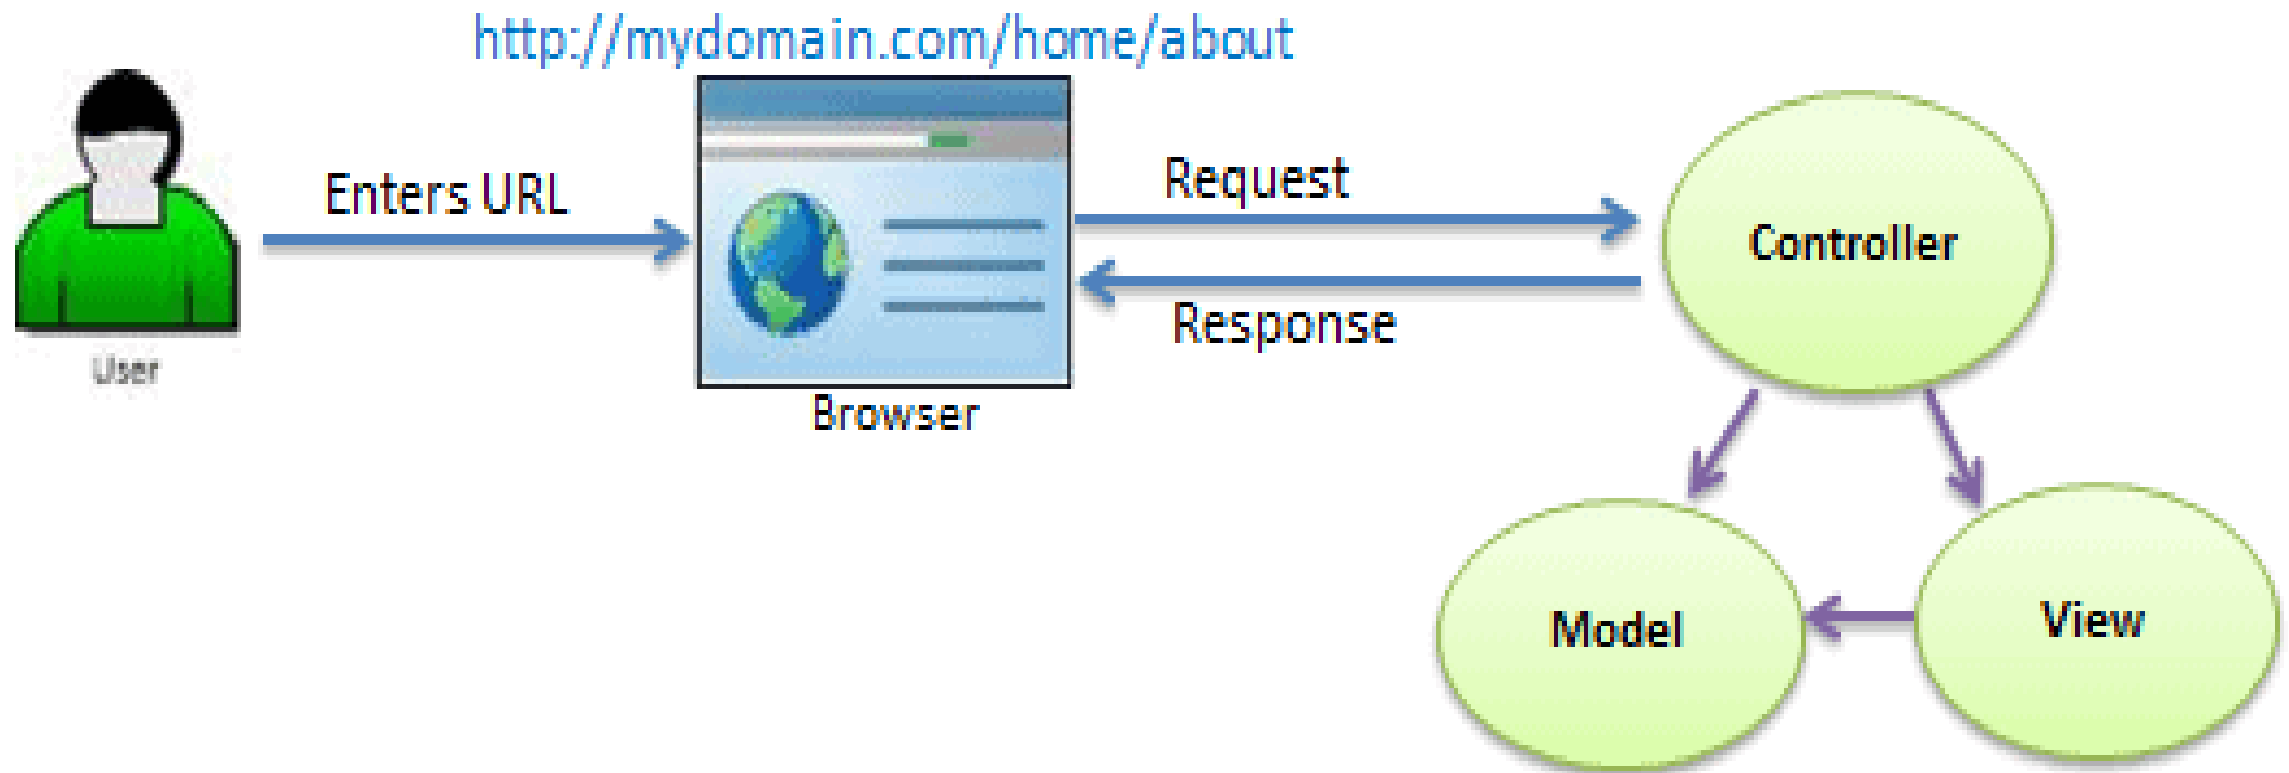 http://mydomain.com/home/about
Enters URL
Request
Controller
Response
User
Browser
Model
View